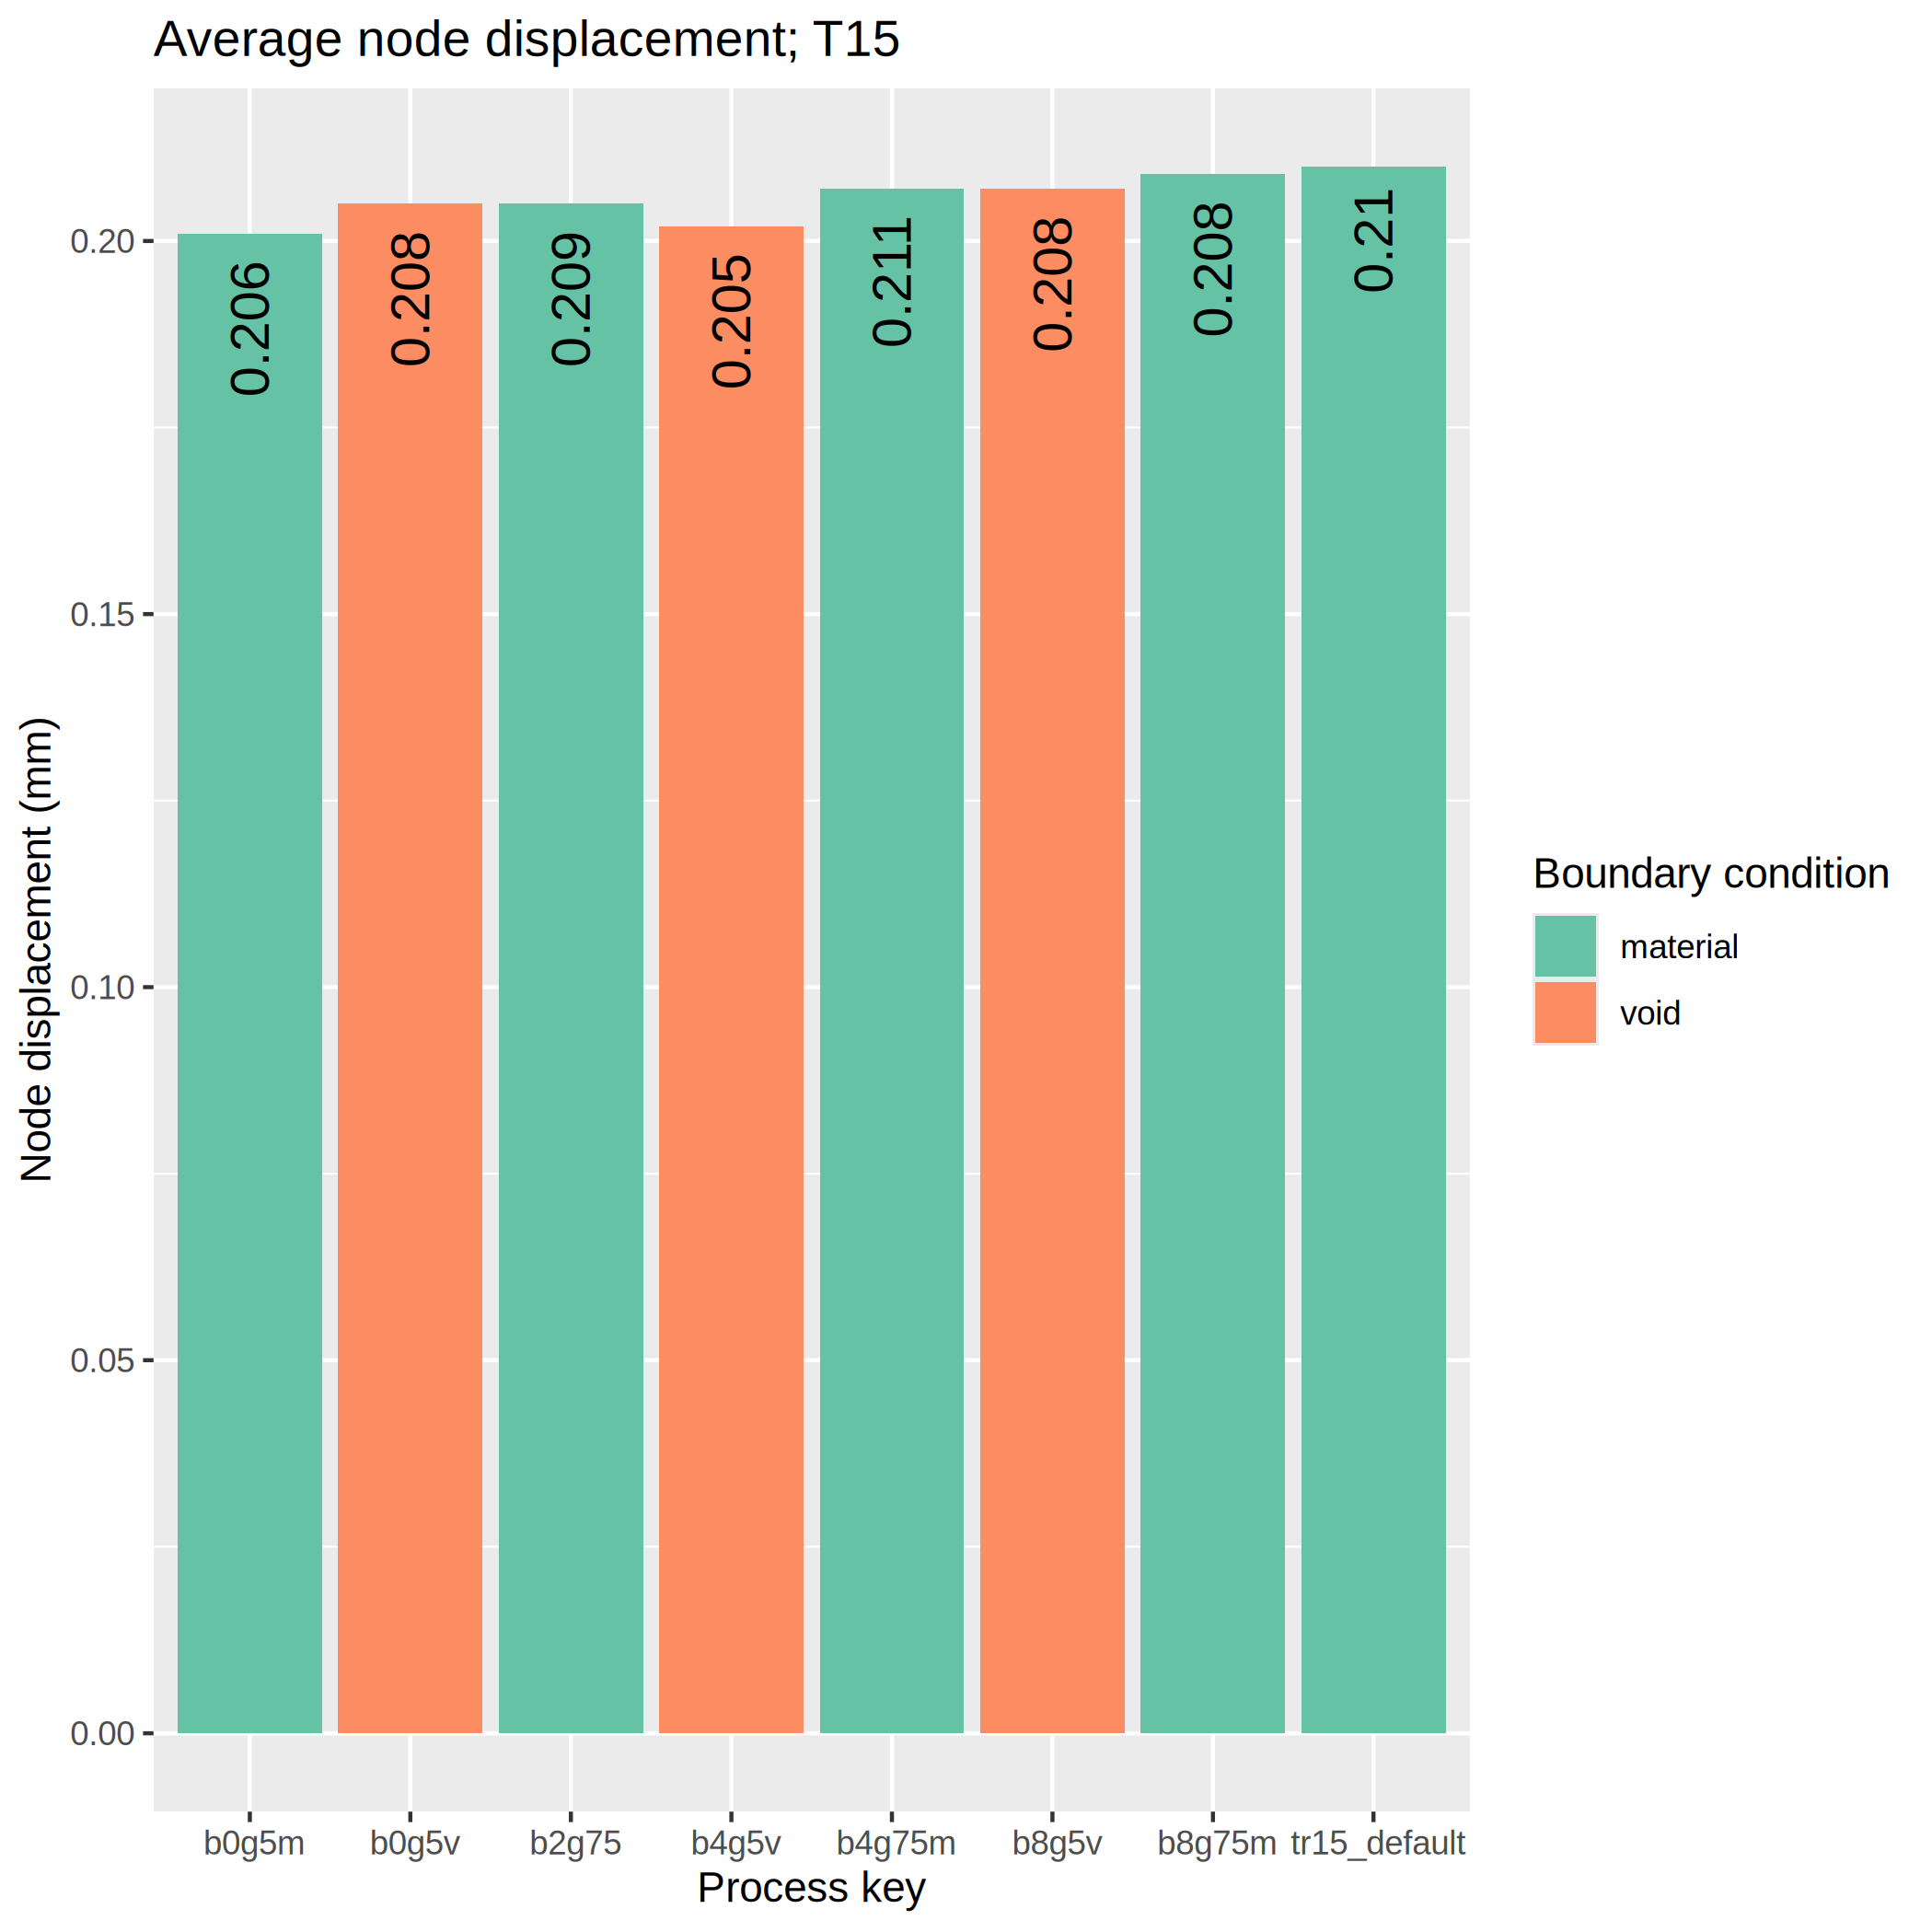 Average node displacement; T15
Node displacement (mm)
0.20
0.15
0.10
0.05
0.00
0.206
0.208
0.209
0.205
0.211
0.208
0.208
0.21
b0g5m
b0g5v
b2g75
b4g5v
b4g75m
b8g5v
b8g75m
tr15_default
Process key
Boundary condition
material
void